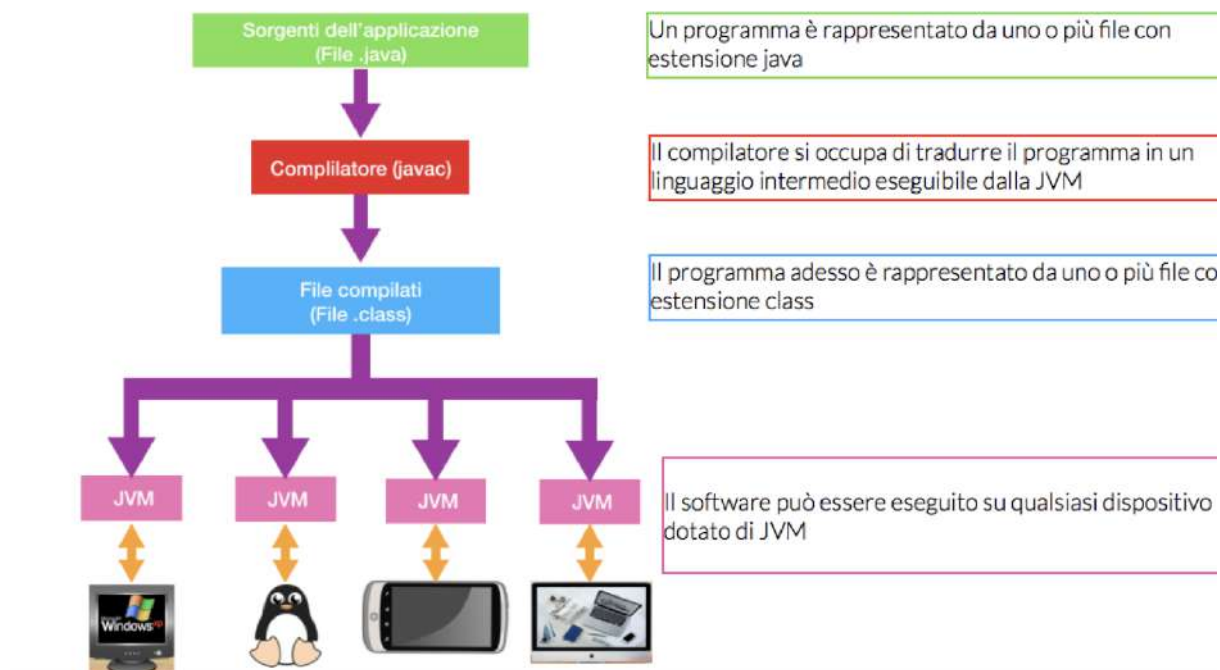 Sorgenti dell'applicazione
(File .java)
Un programma è rappresentato da uno o più file con
estensione java
Complilatore (javac)
Il compilatore si occupa di tradurre il programma in un
linguaggio intermedio eseguibile dalla JVM
File compilati
(File .class)
Il programma adesso è rappresentato da uno o più file co
estensione class
JVM
JVM
JVM
JVM
Il software può essere eseguito su qualsiasi dispositivo
dotato di JVM
Microsoft
Windows xp